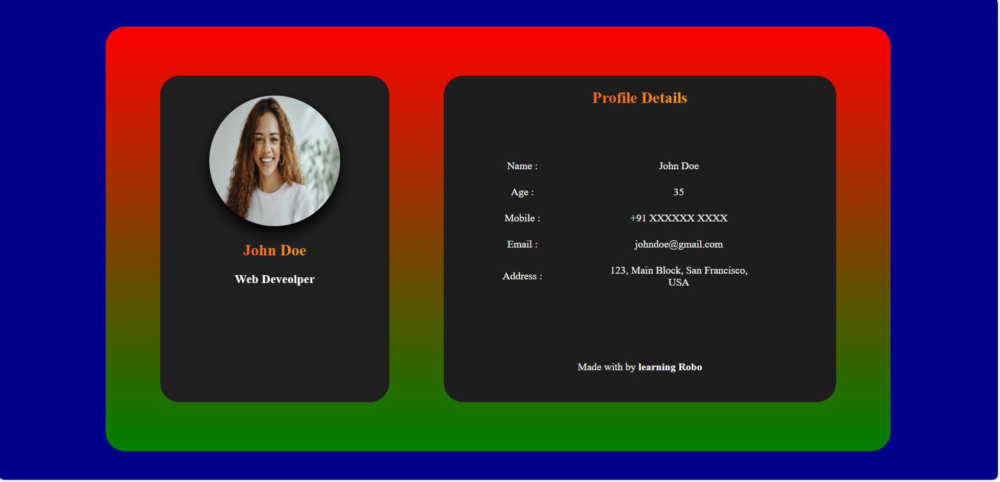 John Doe
Web Deveolper
Profile Details
Name : John Doe
Age : 35
Mobile : +91 XXXXXX XXXX
Email : johndoe@gmail.com
Address : 123, Main Block, San Francisco,
USA
Made with by learning Robo